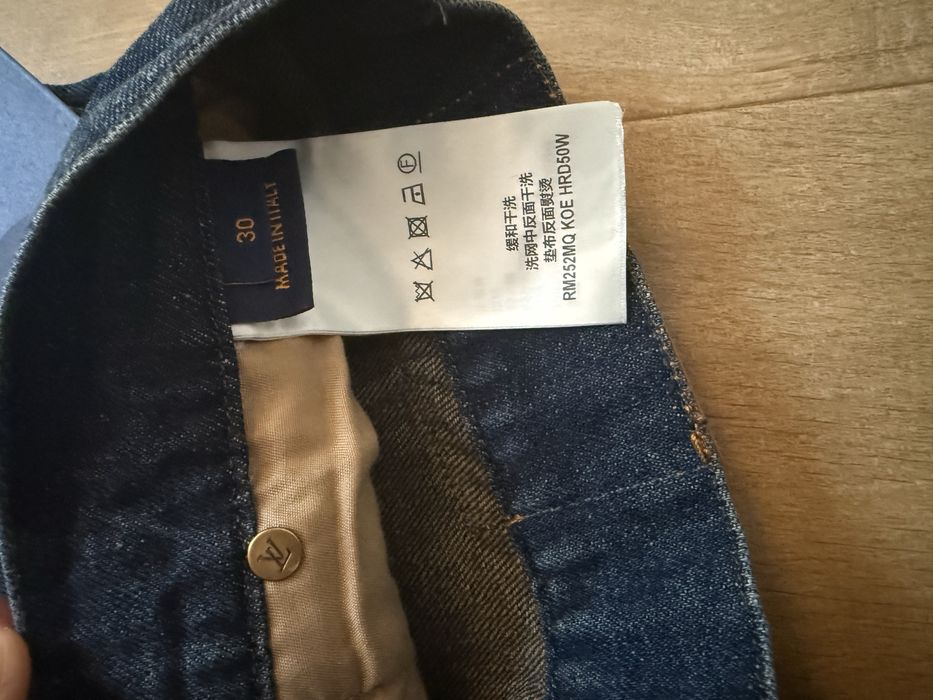 30
MADE IN ITALY
F
缓和干洗
洗网中反面干洗
垫布反面熨烫
RM252MQ KOE HRD50W
LV